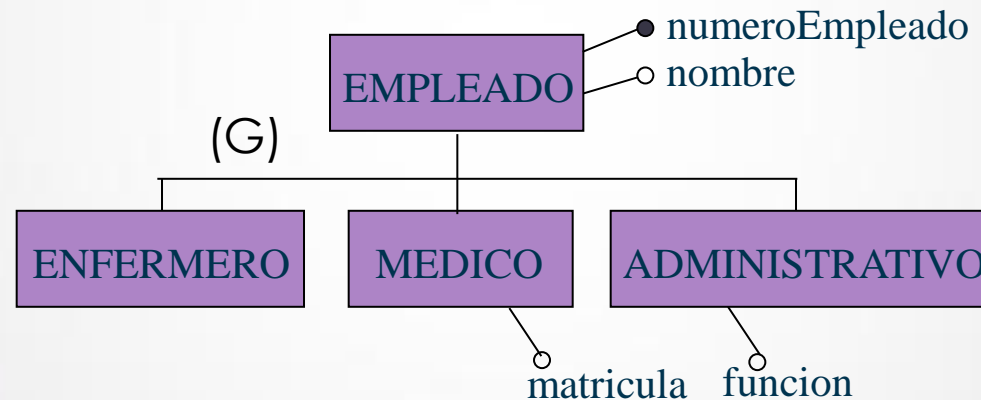 numeroEmpleado
EMPLEADO
nombre
(G)
ENFERMERO
MEDICO
ADMINISTRATIVO
matricula
funcion